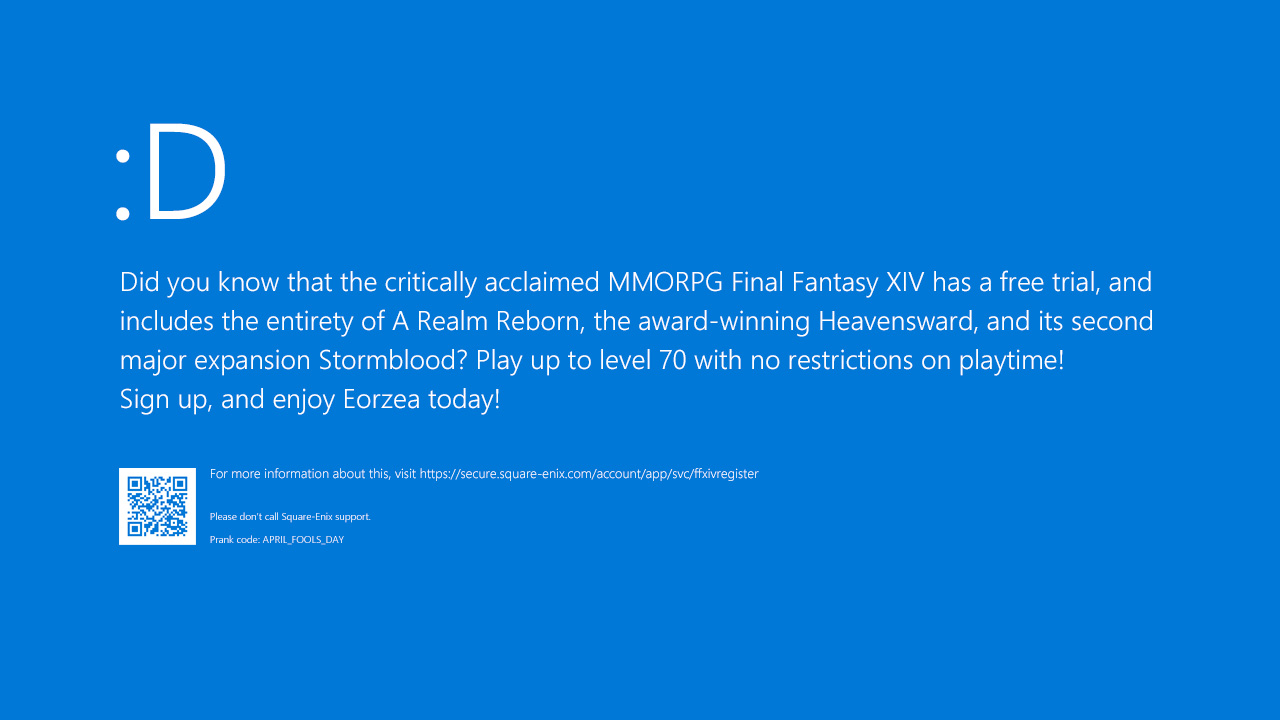 :D
Did you know that the critically acclaimed MMORPG Final Fantasy XIV has a free trial, and
includes the entirety of A Realm Reborn, the award-winning Heavensward, and its second
major expansion Stormblood? Play up to level 70 with no restrictions on playtime!
Sign up, and enjoy Eorzea today!
For more information about this, visit https://secure.square-enix.com/account/app/svc/ffxivregister
Please don't call Square-Enix support.
Prank code: APRIL_FOOLS_DAY